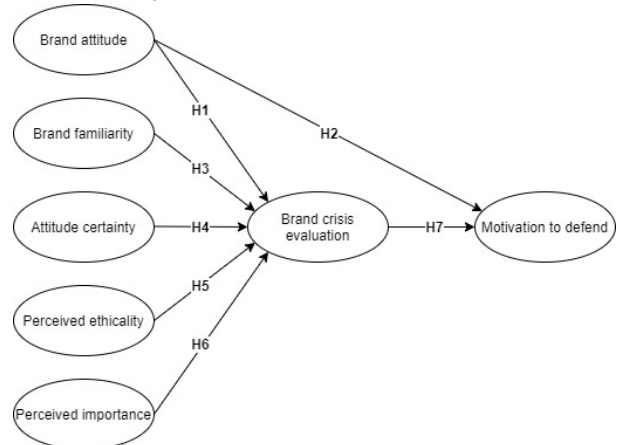 Brand attitude
H1
H2
Brand familiarity
H3
Attitude certainty
H4
Brand crisis
evaluation
H7
Motivation to defend
H5
Perceived ethicality
H6
Perceived importance